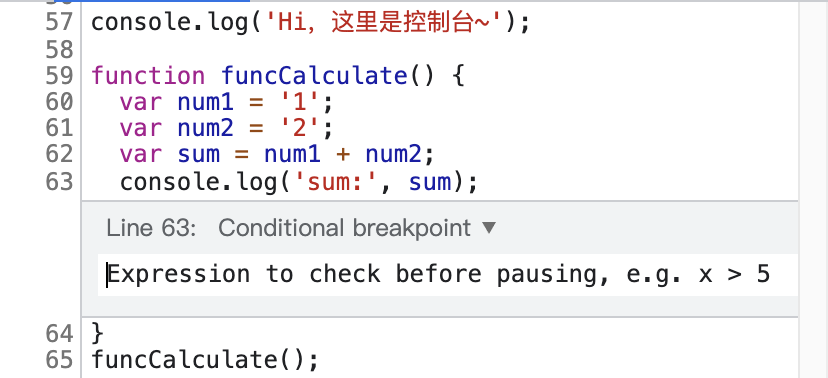 57 console.log('Hi，这里是控制台~');
58
59 function funcCalculate() {
60   var num1 = '1';
61   var num2 = '2';
62   var sum = num1 + num2;
63   console.log('sum:', sum);
Line 63: Conditional breakpoint ▼
Expression to check before pausing, e.g. x > 5
64 }
65 funcCalculate();